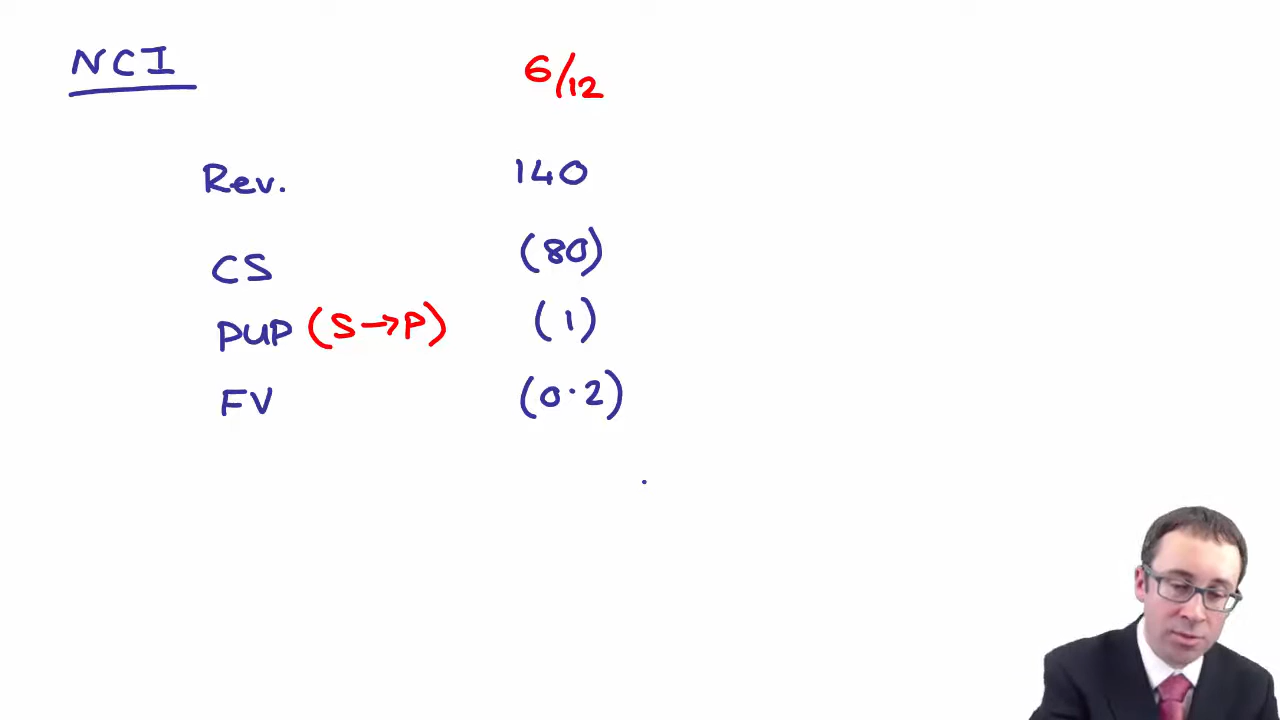 NCI 6/12
Rev. 140
CS (80)
PUP (S→P) (1)
FV (0.2)